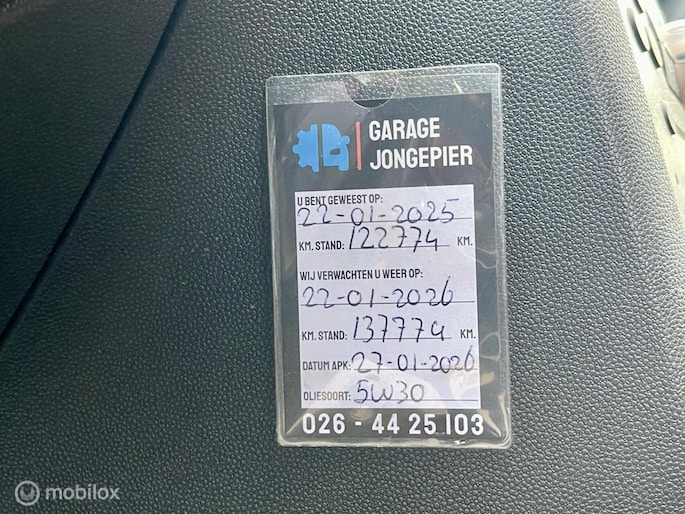 GARAGE
JONGEPIER
U BENT GEWEEST OP:
22-01-2025
KM. STAND: 122774 KM.
WIJ VERWACHTEN U WEER OP:
22-01-2026
KM. STAND: 137774 KM.
DATUM APK: 27-01-2026
OLIESOORT: 5W30
026 - 44 25 103
mobilox